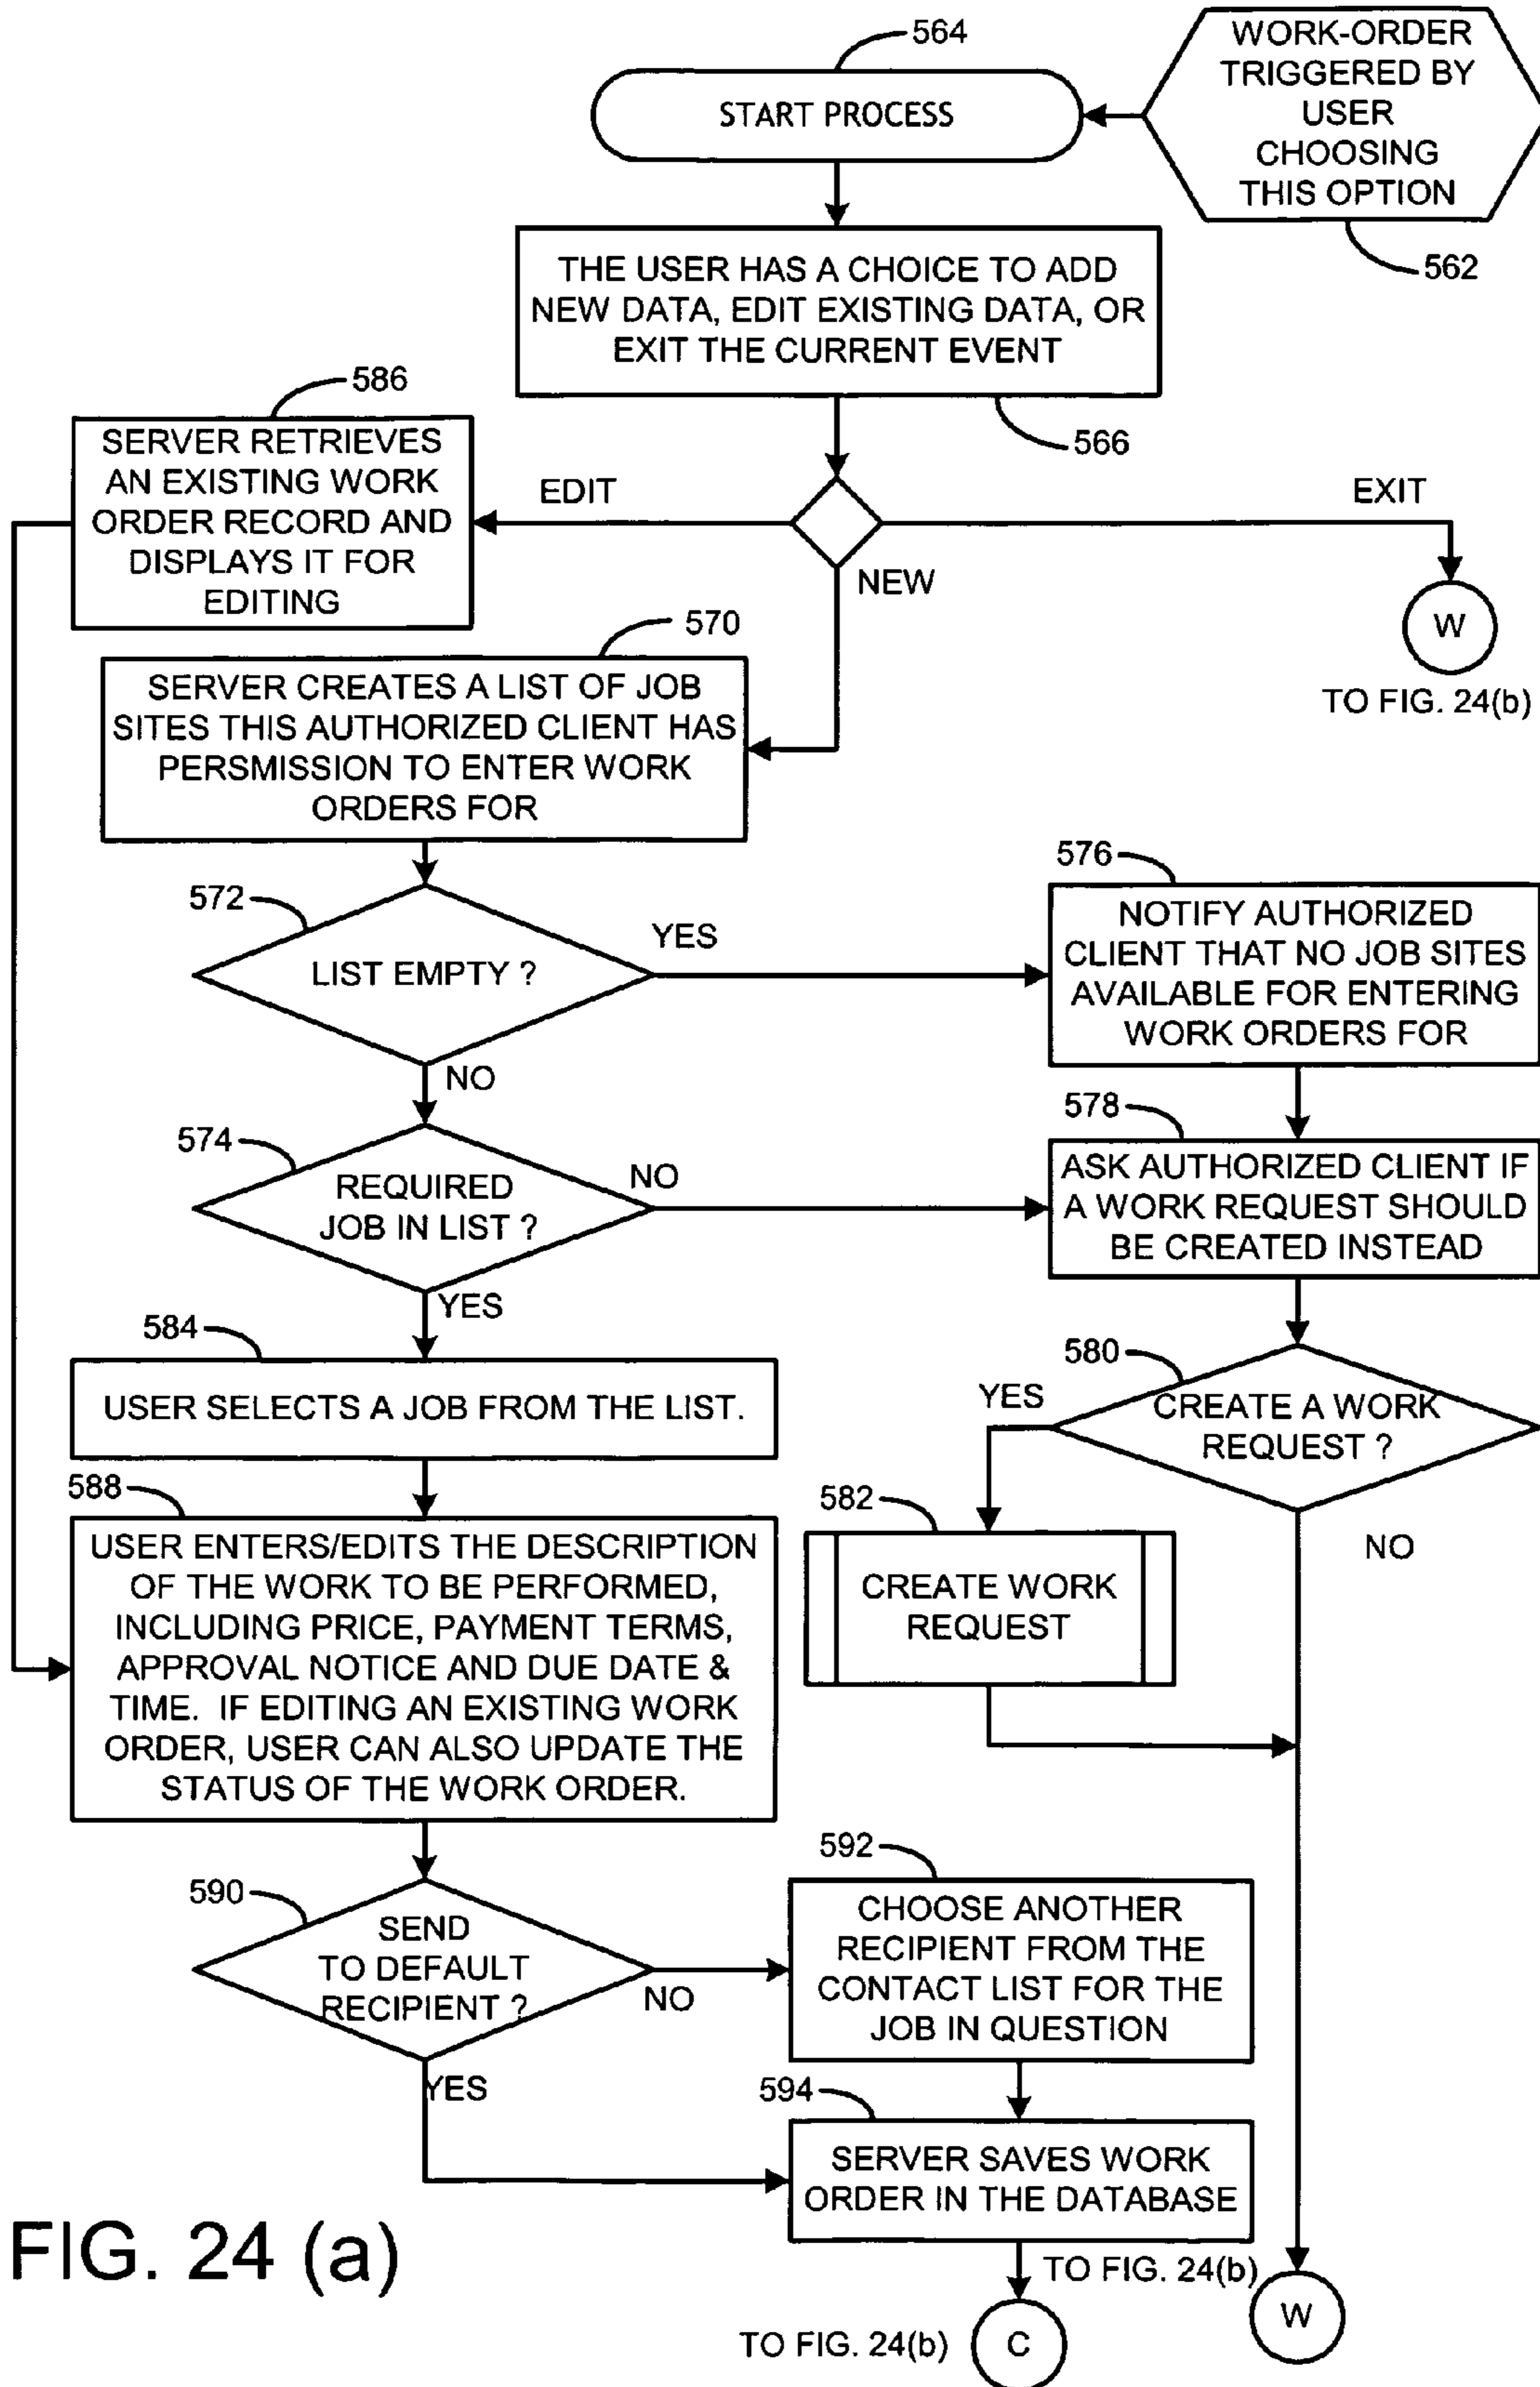 564
START PROCESS
WORK-ORDER
TRIGGERED BY
USER
CHOOSING
THIS OPTION
562
THE USER HAS A CHOICE TO ADD
NEW DATA, EDIT EXISTING DATA, OR
EXIT THE CURRENT EVENT
566
586
SERVER RETRIEVES
AN EXISTING WORK
ORDER RECORD AND
DISPLAYS IT FOR
EDITING
EDIT
EXIT
NEW
W
TO FIG. 24(b)
570
SERVER CREATES A LIST OF JOB
SITES THIS AUTHORIZED CLIENT HAS
PERSMISSION TO ENTER WORK
ORDERS FOR
572
LIST EMPTY ?
YES
NO
576
NOTIFY AUTHORIZED
CLIENT THAT NO JOB SITES
AVAILABLE FOR ENTERING
WORK ORDERS FOR
574
REQUIRED
JOB IN LIST ?
NO
YES
578
ASK AUTHORIZED CLIENT IF
A WORK REQUEST SHOULD
BE CREATED INSTEAD
584
USER SELECTS A JOB FROM THE LIST.
580
CREATE A WORK
REQUEST ?
YES
NO
582
CREATE WORK
REQUEST
588
USER ENTERS/EDITS THE DESCRIPTION
OF THE WORK TO BE PERFORMED,
INCLUDING PRICE, PAYMENT TERMS,
APPROVAL NOTICE AND DUE DATE &
TIME. IF EDITING AN EXISTING WORK
ORDER, USER CAN ALSO UPDATE THE
STATUS OF THE WORK ORDER.
590
SEND
TO DEFAULT
RECIPIENT ?
NO
YES
592
CHOOSE ANOTHER
RECIPIENT FROM THE
CONTACT LIST FOR THE
JOB IN QUESTION
594
SERVER SAVES WORK
ORDER IN THE DATABASE
TO FIG. 24(b)
W
TO FIG. 24(b)
C
FIG. 24 (a)